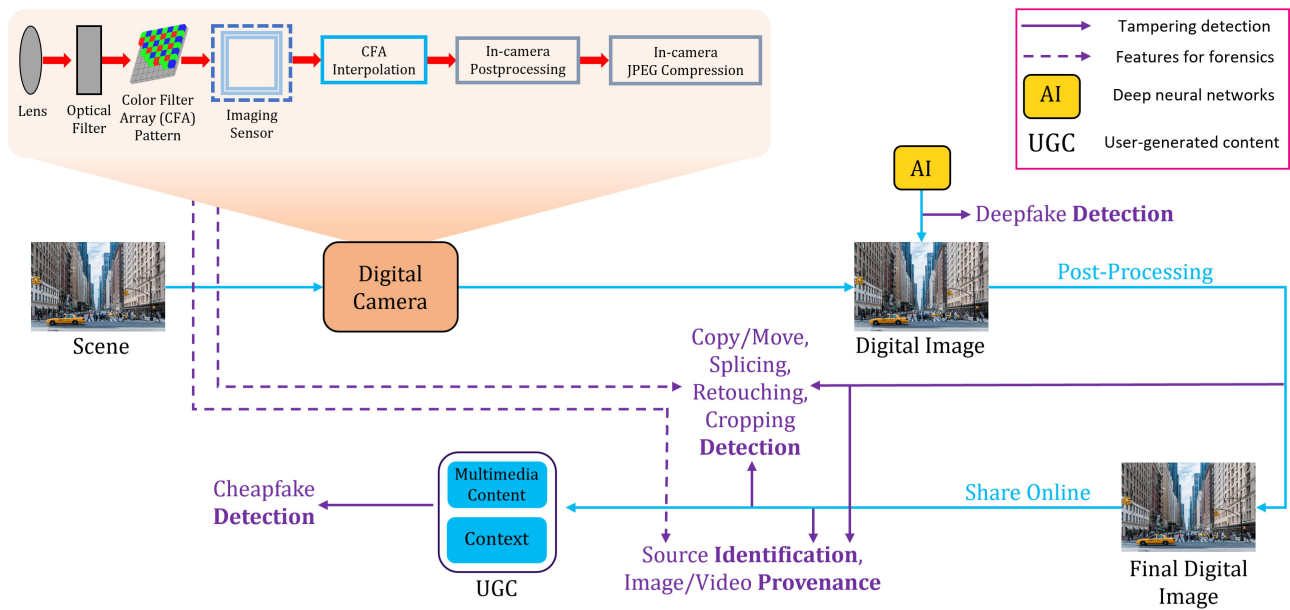 Lens
Optical
Filter
Color Filter
Array (CFA)
Pattern
Imaging
Sensor
CFA
Interpolation
In-camera
Postprocessing
In-camera
JPEG Compression
Tampering detection
Features for forensics
AI
Deep neural networks
UGC
User-generated content
AI
Deepfake Detection
Scene
Digital
Camera
Digital Image
Post-Processing
Copy/Move,
Splicing,
Retouching,
Cropping
Detection
Cheapfake
Detection
Multimedia
Content
Context
UGC
Share Online
Source Identification,
Image/Video Provenance
Final Digital
Image